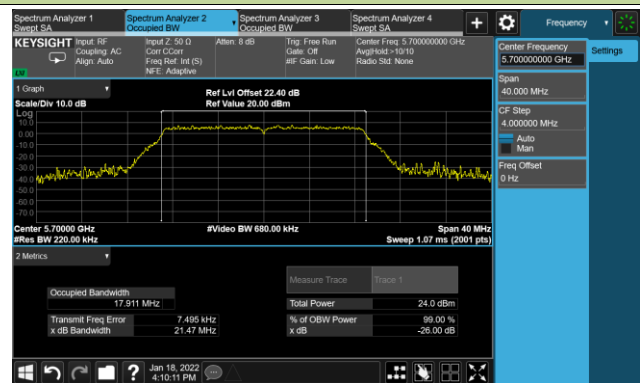 Spectrum Analyzer 1
Swept SA
Spectrum Analyzer 2
Occupied BW
Spectrum Analyzer 3
Occupied BW
Spectrum Analyzer 4
Swept SA
Frequency
KEYSIGHT
Input: RF
Coupling: AC
Align: Auto
Input Z: 50 Ω
Corr CCorr
Freq Ref: Int (S)
NFE: Adaptive
Atten: 8 dB
Trig: Free Run
Gate: Off
#IF Gain: Low
Center Freq: 5.700000000 GHz
Avg|Hold:>10/10
Radio Std: None
Center Frequency
5.700000000 GHz
Settings
Span
40.000 MHz
CF Step
4.000000 MHz
Auto
Man
Freq Offset
0 Hz
LXI
1 Graph
Scale/Div 10.0 dB
Ref Lvl Offset 22.40 dB
Ref Value 20.00 dBm
Log
10.0
0.00
-10.0
-20.0
-30.0
-40.0
-50.0
-60.0
-70.0
Center 5.70000 GHz
#Res BW 220.00 kHz
#Video BW 680.00 kHz
Span 40 MHz
Sweep 1.07 ms (2001 pts)
2 Metrics
Measure Trace
Trace 1
Occupied Bandwidth
17.911 MHz
Total Power
24.0 dBm
Transmit Freq Error
7.495 kHz
% of OBW Power
99.00 %
x dB Bandwidth
21.47 MHz
x dB
-26.00 dB
Jan 18, 2022
4:10:11 PM